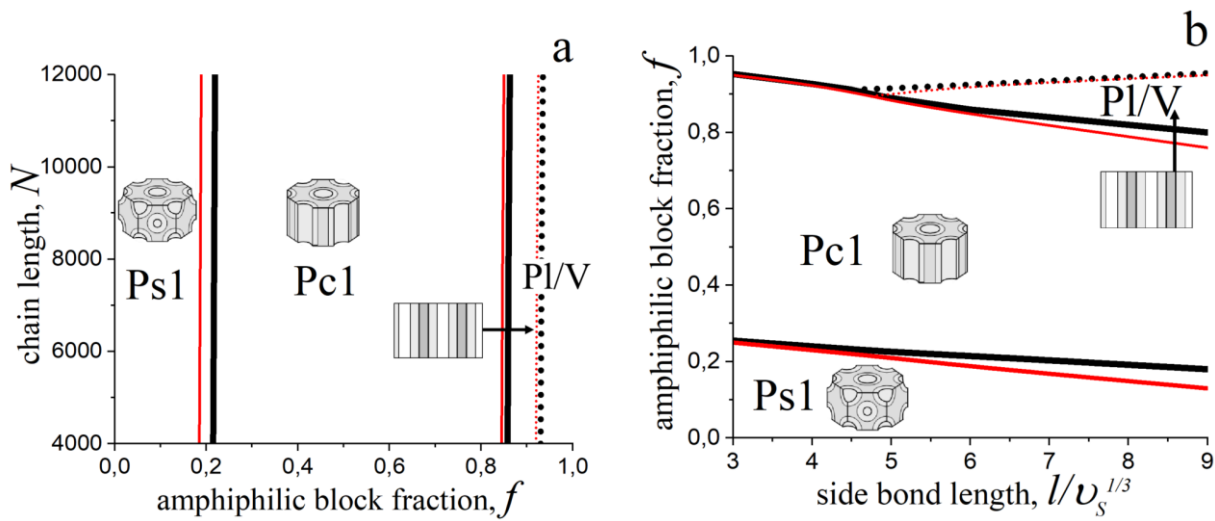 a
chain length, N
12000
10000
8000
6000
4000
0,0
0,2
0,4
0,6
0,8
1,0
amphiphilic block fraction, f
Ps1
Pc1
Pl/V
b
amphiphilic block fraction, f
1,0
0,8
0,6
0,4
0,2
0,0
3
4
5
6
7
8
9
side bond length, l/υ_S^{1/3}
Pl/V
Pc1
Ps1